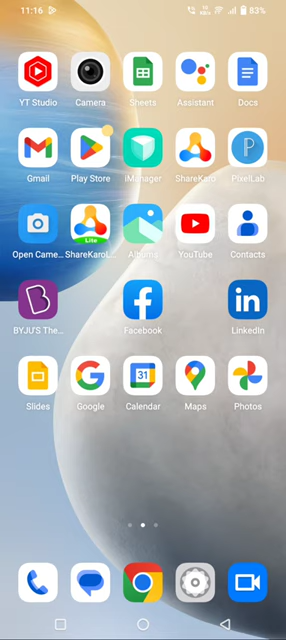 11:16 83%
YT Studio Camera Sheets Assistant Docs
Gmail Play Store iManager ShareKaro PixelLab
Open Came... ShareKaroL... Albums YouTube Contacts
BYJU'S The... Facebook LinkedIn
31
Slides Google Calendar Maps Photos